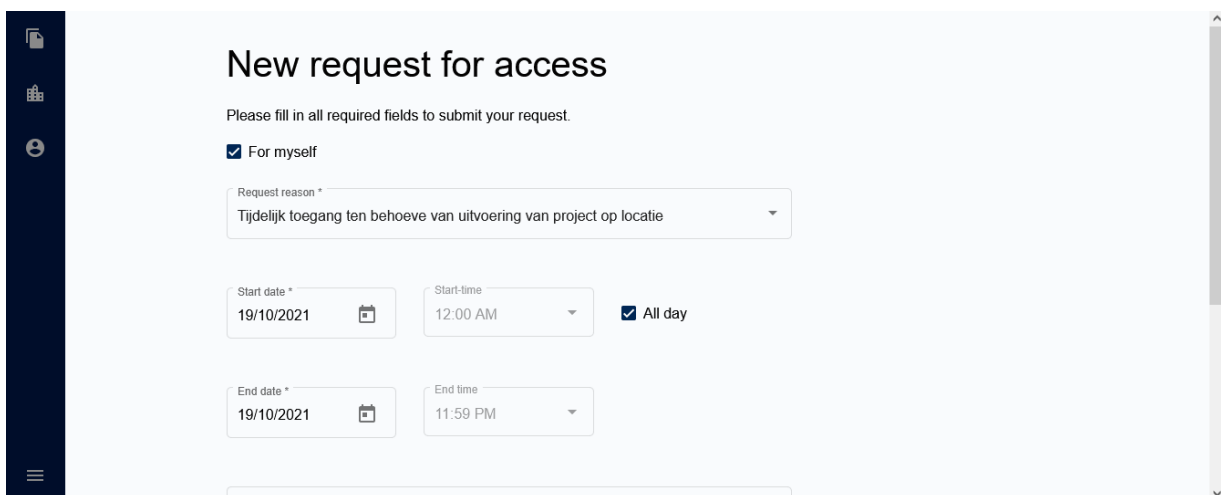 New request for access
Please fill in all required fields to submit your request.
For myself
Request reason *
Tijdelijk toegang ten behoeve van uitvoering van project op locatie
Start date *
19/10/2021
Start-time
12:00 AM
All day
End date *
19/10/2021
End time
11:59 PM